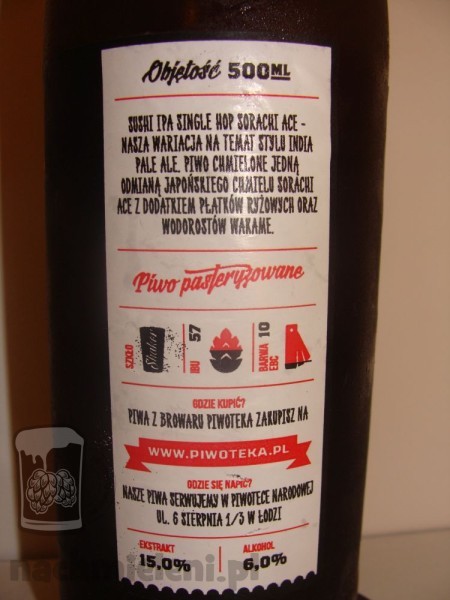 Objętość 500ML
SUSHI IPA SINGLE HOP SORACHI ACE -
NASZA WARIACJA NA TEMAT STYLU INDIA
PALE ALE. PIWO CHMIELONE JEDNĄ
ODMIANĄ JAPOŃSKIEGO CHMIELU SORACHI
ACE Z DODATKIEM PŁATKÓW RYŻOWYCH ORAZ
WODOROSTÓW WAKAME.
Piwo pasteryzowane
SZKŁO
Shaker
IBU 57
BARWA 10
EBC
GDZIE KUPIĆ?
PIWA Z BROWARU PIWOTEKA ZAKUPISZ NA
WWW.PIWOTEKA.PL
GDZIE SIĘ NAPIĆ?
NASZE PIWA SERWUJEMY W PIWOTECE NARODOWEJ
UL. 6 SIERPNIA 1/3 W ŁODZI
EKSTRAKT
15,0%
ALKOHOL
6,0%
nachmieleni.pl